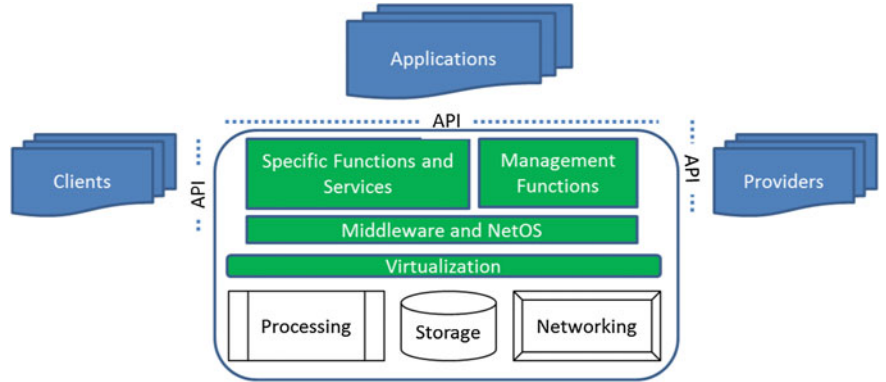 Applications
API
Clients
API
Specific Functions and
Services
Management
Functions
API
Providers
Middleware and NetOS
Virtualization
Processing
Storage
Networking